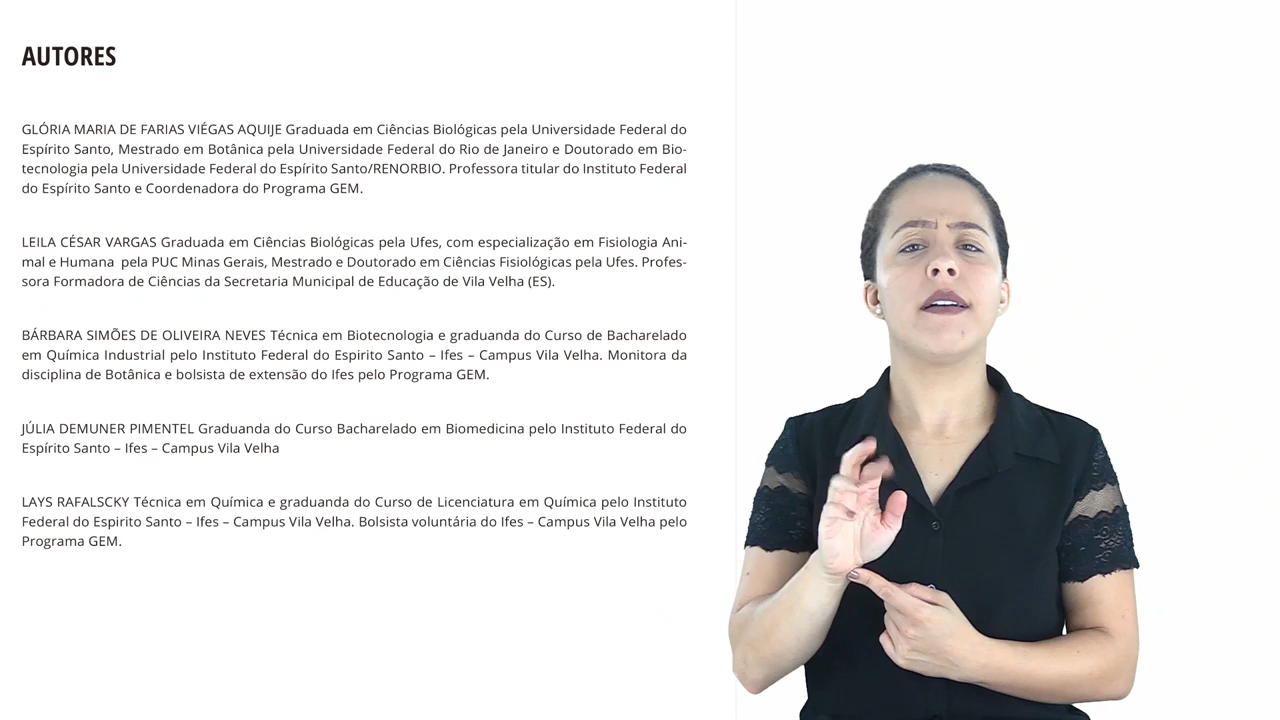 AUTORES
GLÓRIA MARIA DE FARIAS VIÉGAS AQUIJE Graduada em Ciências Biológicas pela Universidade Federal do
Espírito Santo, Mestrado em Botânica pela Universidade Federal do Rio de Janeiro e Doutorado em Bio-
tecnologia pela Universidade Federal do Espírito Santo/RENORBIO. Professora titular do Instituto Federal
do Espírito Santo e Coordenadora do Programa GEM.
LEILA CÉSAR VARGAS Graduada em Ciências Biológicas pela Ufes, com especialização em Fisiologia Ani-
mal e Humana pela PUC Minas Gerais, Mestrado e Doutorado em Ciências Fisiológicas pela Ufes. Profes-
sora Formadora de Ciências da Secretaria Municipal de Educação de Vila Velha (ES).
BÁRBARA SIMÕES DE OLIVEIRA NEVES Técnica em Biotecnologia e graduanda do Curso de Bacharelado
em Química Industrial pelo Instituto Federal do Espirito Santo – Ifes – Campus Vila Velha. Monitora da
disciplina de Botânica e bolsista de extensão do Ifes pelo Programa GEM.
JÚLIA DEMUNER PIMENTEL Graduanda do Curso Bacharelado em Biomedicina pelo Instituto Federal do
Espírito Santo – Ifes – Campus Vila Velha
LAYS RAFALSCKY Técnica em Química e graduanda do Curso de Licenciatura em Química pelo Instituto
Federal do Espirito Santo – Ifes – Campus Vila Velha. Bolsista voluntária do Ifes – Campus Vila Velha pelo
Programa GEM.